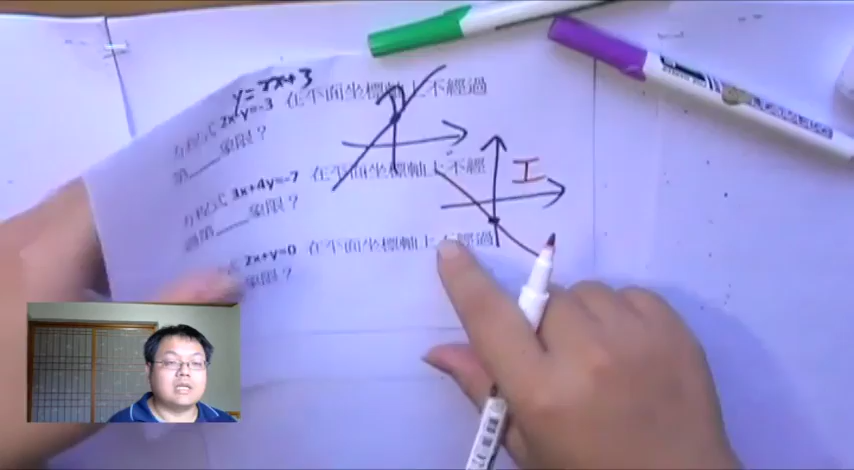 y=2x+3
方程式 2x-y=-3 在平面坐標軸上不經過
第____象限?
方程式 3x+4y=-7 在平面坐標軸上不經
過第____象限?
I
2x+y=0 在平面坐標軸上不經過
象限?